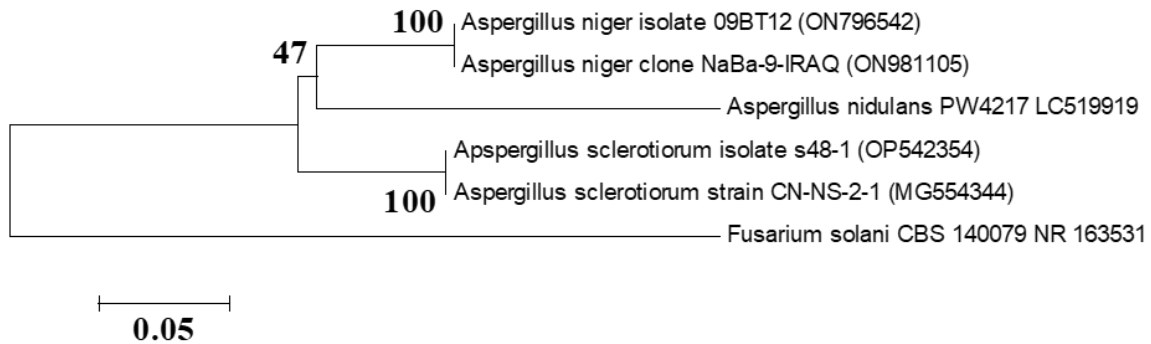 100
Aspergillus niger isolate 09BT12 (ON796542)
47
Aspergillus niger clone NaBa-9-IRAQ (ON981105)
Aspergillus nidulans PW4217 LC519919
Apspergillus sclerotiorum isolate s48-1 (OP542354)
100
Aspergillus sclerotiorum strain CN-NS-2-1 (MG554344)
Fusarium solani CBS 140079 NR 163531
0.05